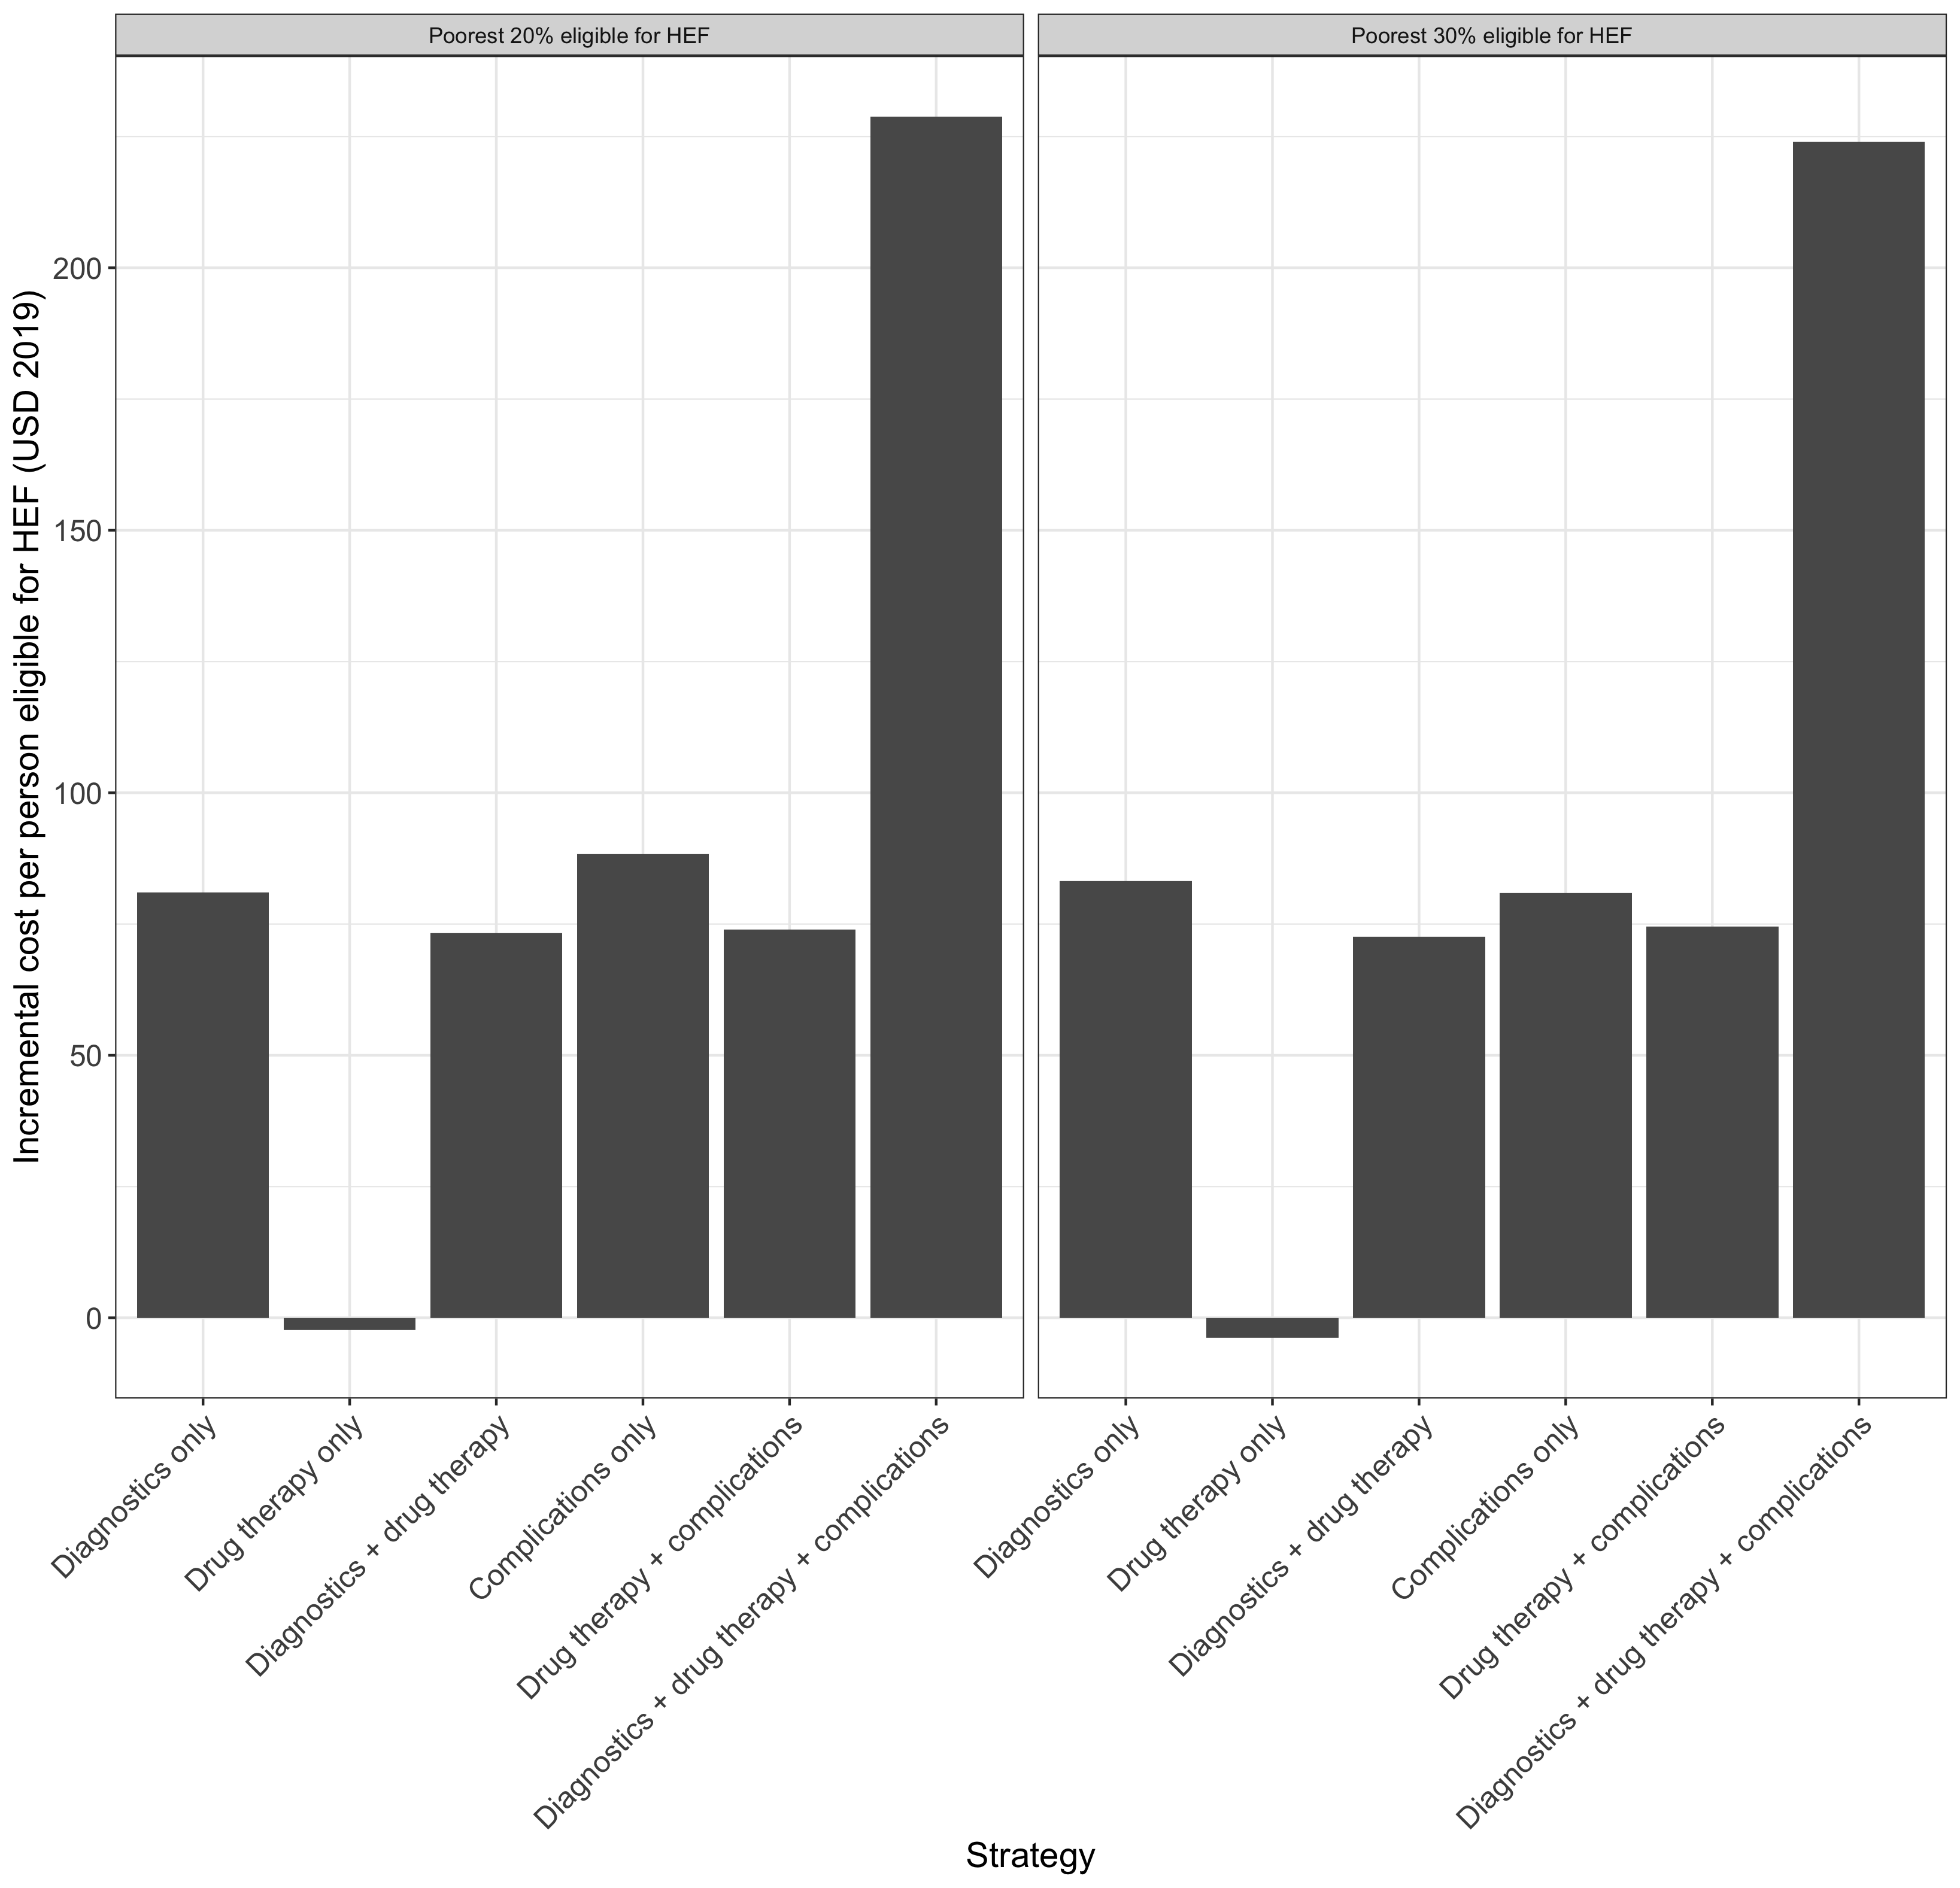 Poorest 20% eligible for HEF
Poorest 30% eligible for HEF
Incremental cost per person eligible for HEF (USD 2019)
200
150
100
50
0
Diagnostics only
Drug therapy only
Diagnostics + drug therapy
Complications only
Drug therapy + complications
Diagnostics + drug therapy + complications
Diagnostics only
Drug therapy only
Diagnostics + drug therapy
Complications only
Drug therapy + complications
Diagnostics + drug therapy + complications
Strategy